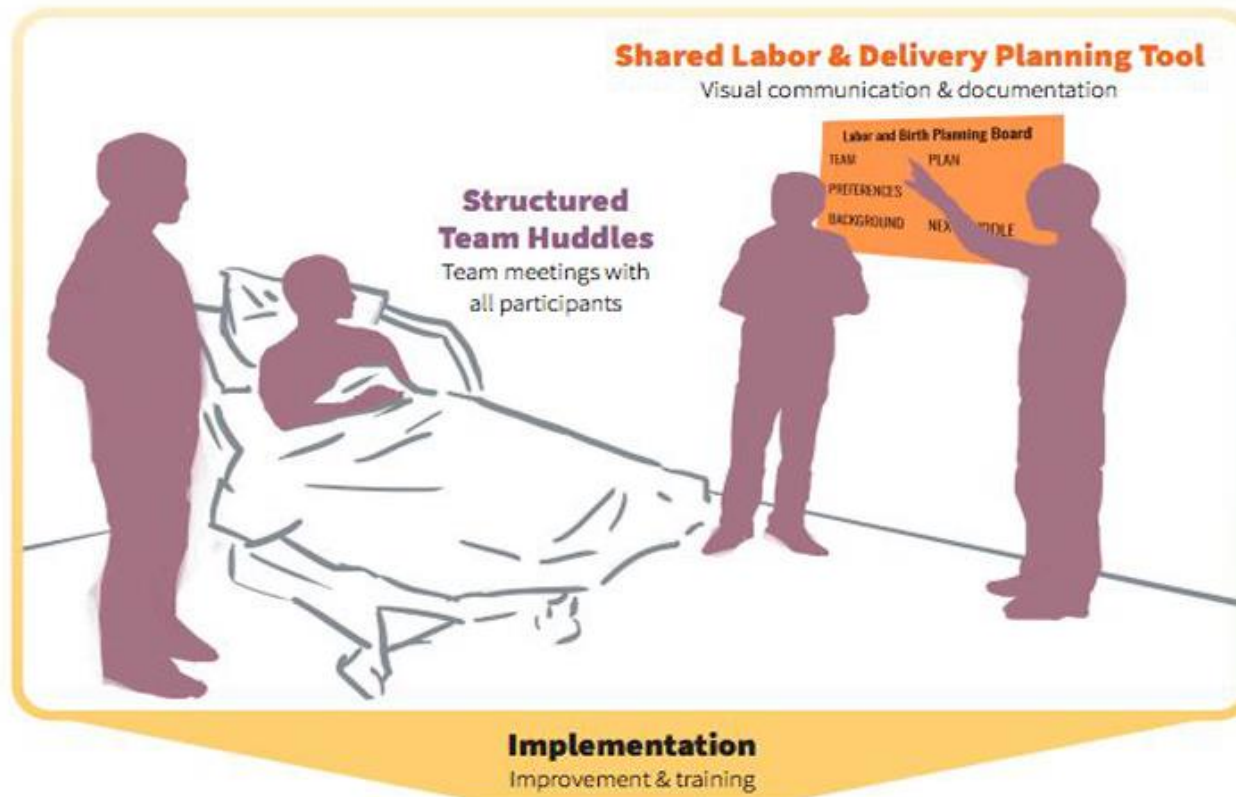 Shared Labor & Delivery Planning Tool
Visual communication & documentation
Labor and Birth Planning Board
TEAM PLAN
PREFERENCES
BACKGROUND
Structured
Team Huddles
Team meetings with
all participants
Implementation
Improvement & training